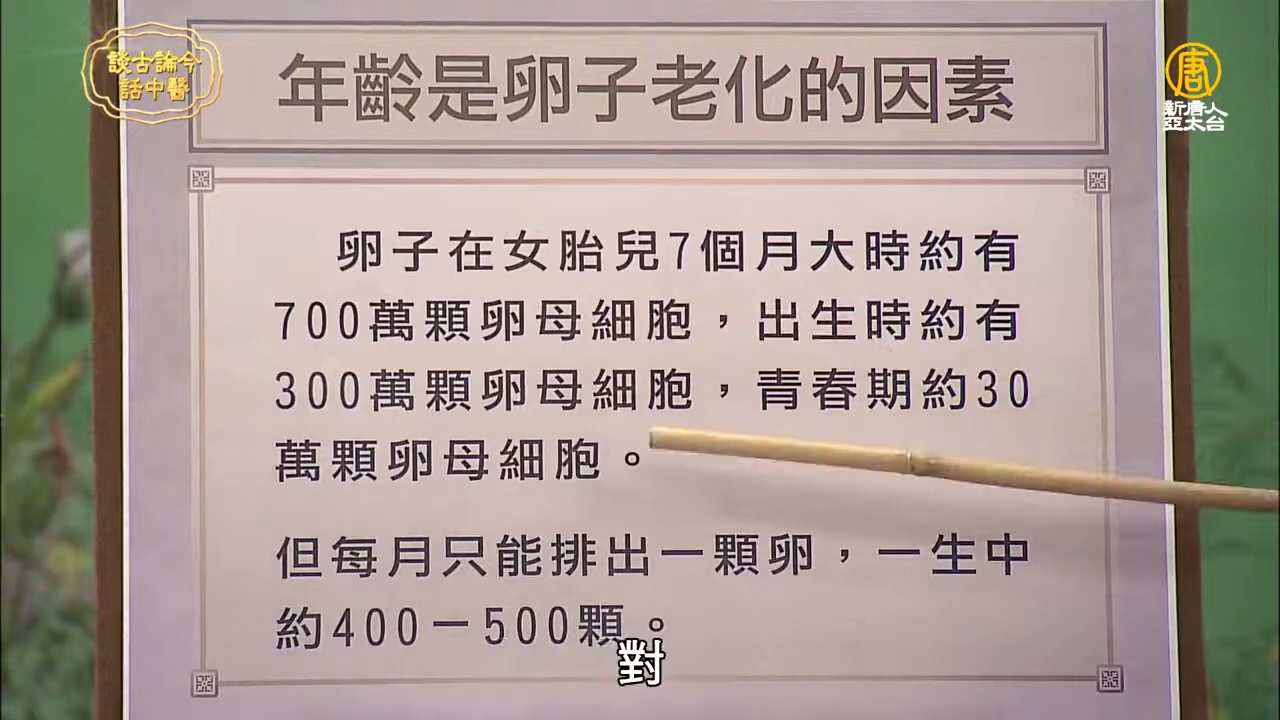 談古論今
話中醫
唐
新唐人
亞太台
年齡是卵子老化的因素
卵子在女胎兒7個月大時約有
700萬顆卵母細胞，出生時約有
300萬顆卵母細胞，青春期約30
萬顆卵母細胞。
但每月只能排出一顆卵，一生中
約400－500顆。
對